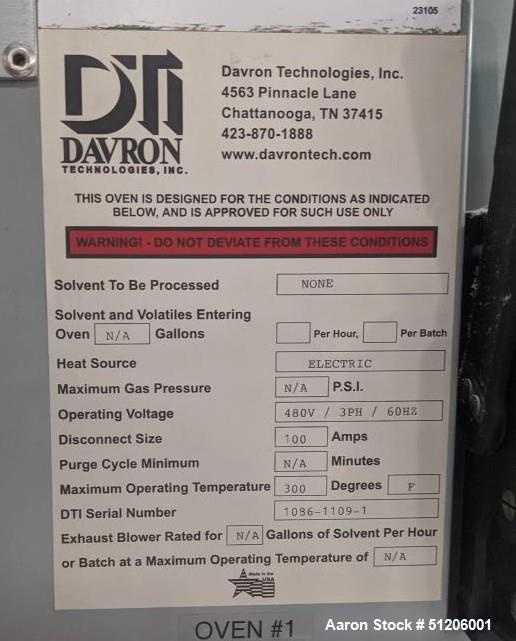 23105
DTI
DAVRON
TECHNOLOGIES, INC.
Davron Technologies, Inc.
4563 Pinnacle Lane
Chattanooga, TN 37415
423-870-1888
www.davrontech.com
THIS OVEN IS DESIGNED FOR THE CONDITIONS AS INDICATED
BELOW, AND IS APPROVED FOR SUCH USE ONLY
WARNING! - DO NOT DEVIATE FROM THESE CONDITIONS
Solvent To Be Processed NONE
Solvent and Volatiles Entering
Oven N/A Gallons Per Hour, Per Batch
Heat Source ELECTRIC
Maximum Gas Pressure N/A P.S.I.
Operating Voltage 480V / 3PH / 60HZ
Disconnect Size 100 Amps
Purge Cycle Minimum N/A Minutes
Maximum Operating Temperature 300 Degrees F
DTI Serial Number 1086-1109-1
Exhaust Blower Rated for N/A Gallons of Solvent Per Hour
or Batch at a Maximum Operating Temperature of N/A
Made in the
USA
OVEN #1
Aaron Stock # 51206001